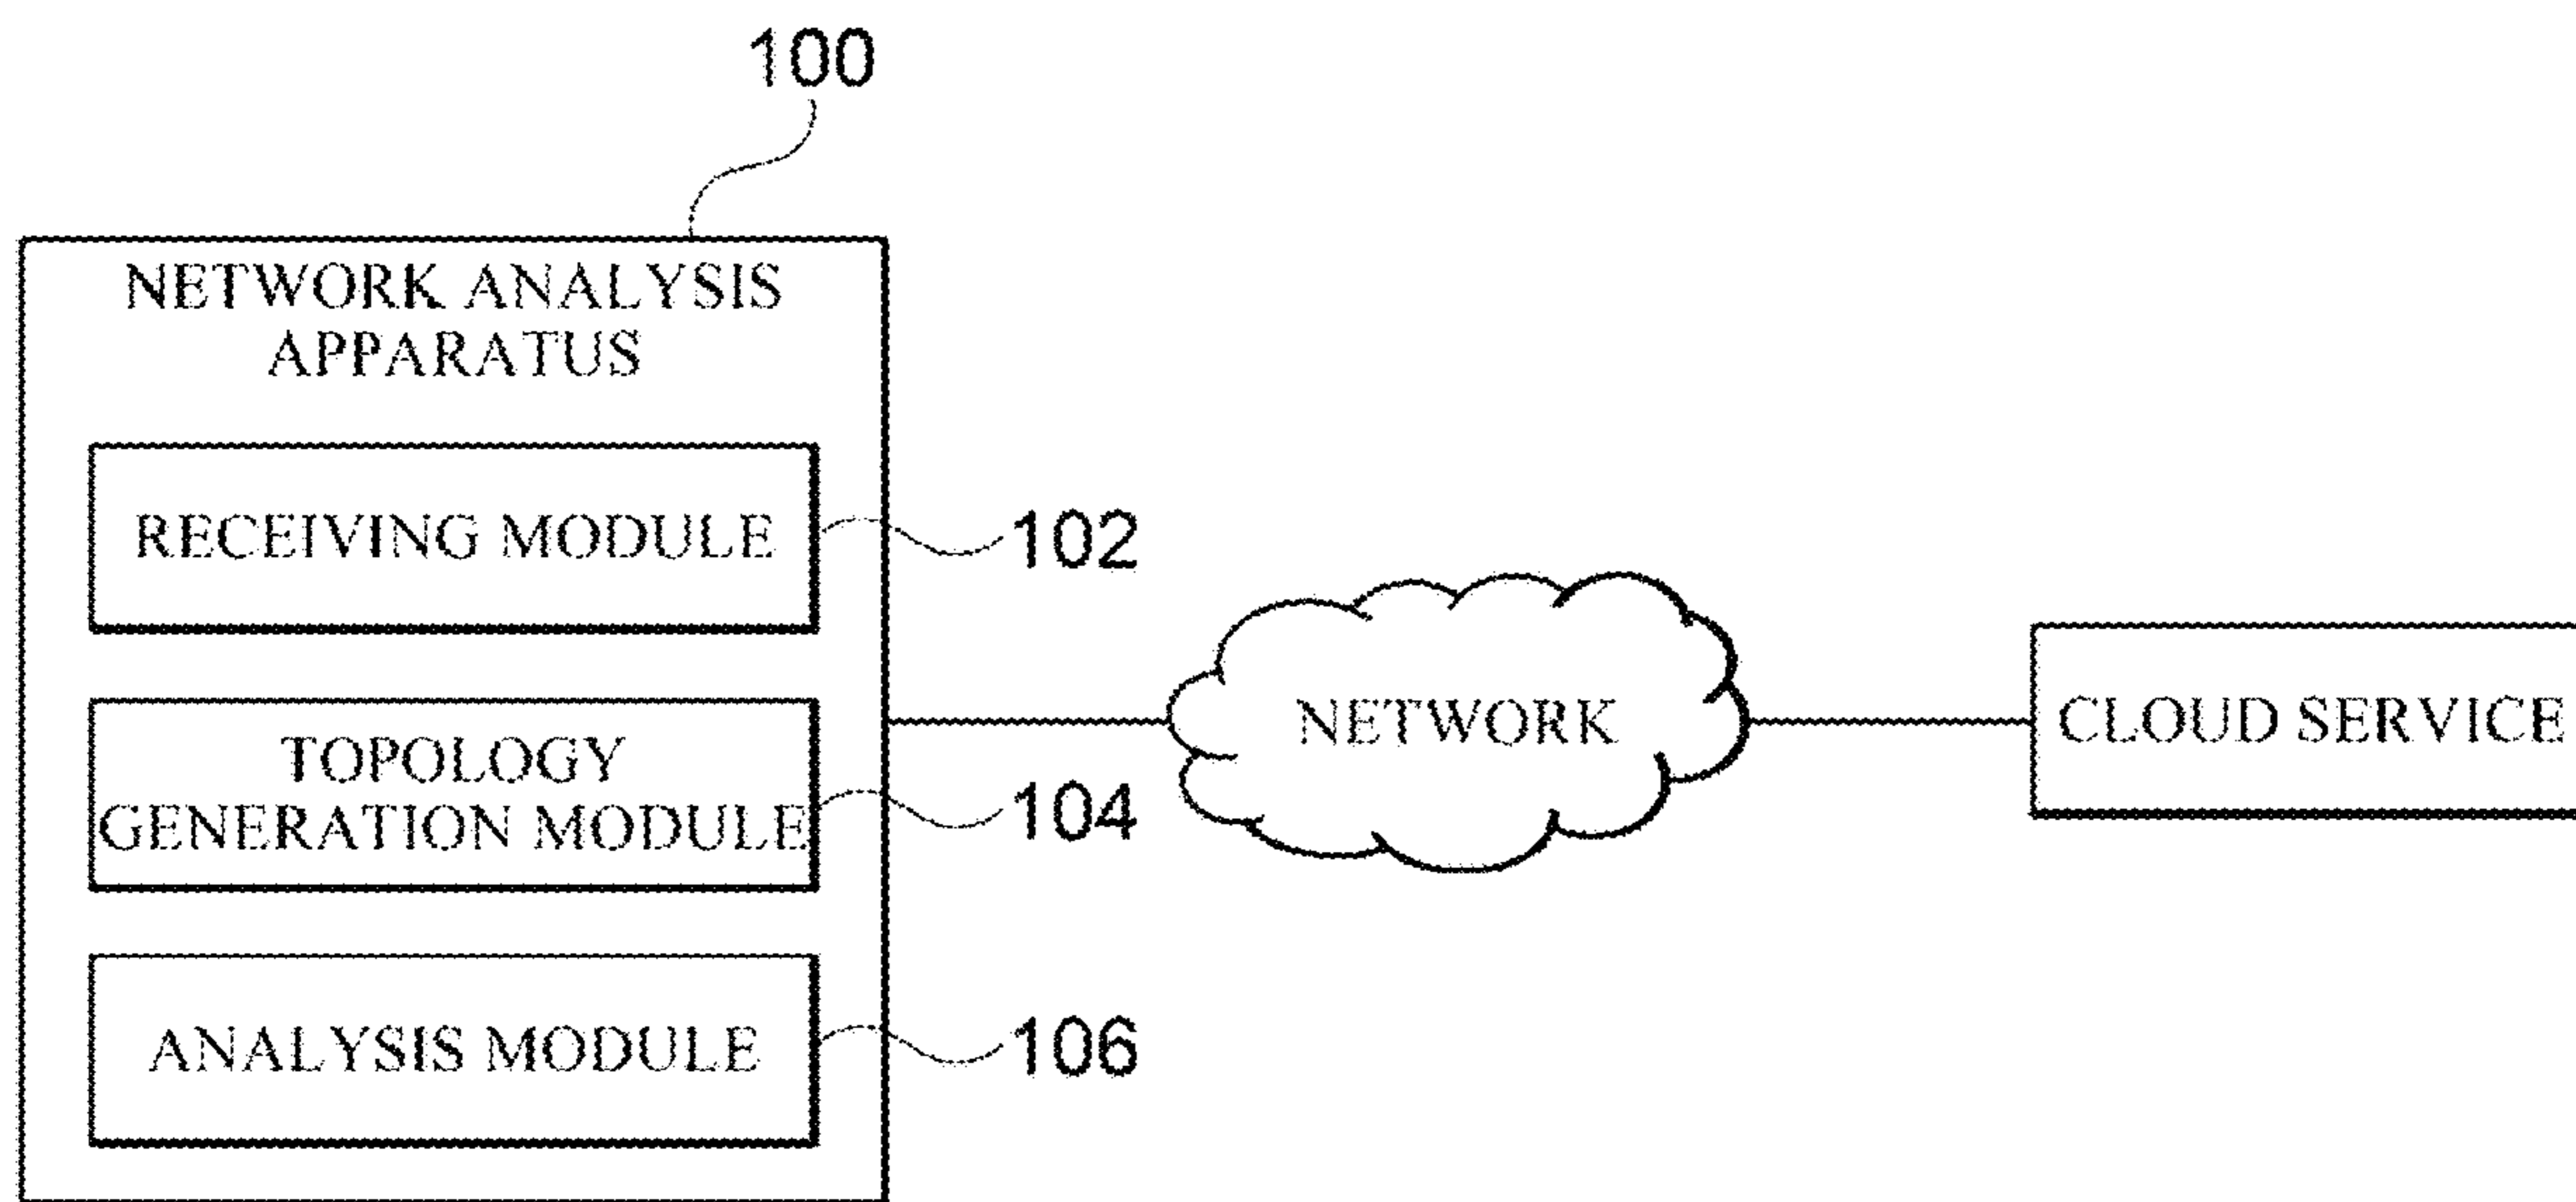 100
NETWORK ANALYSIS
APPARATUS
RECEIVING MODULE
102
TOPOLOGY
GENERATION MODULE
104
ANALYSIS MODULE
106
NETWORK
CLOUD SERVICE